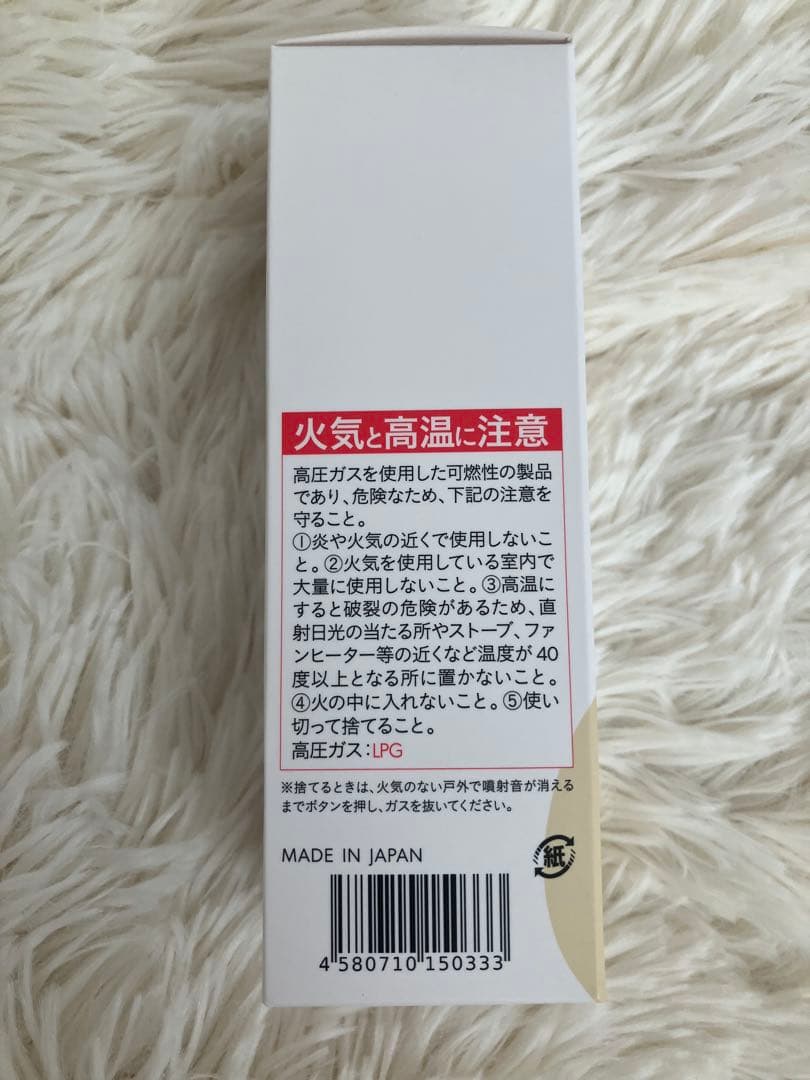 火気と高温に注意
高圧ガスを使用した可燃性の製品
であり、危険なため、下記の注意を
守ること。
①炎や火気の近くで使用しないこ
と。②火気を使用している室内で
大量に使用しないこと。③高温に
すると破裂の危険があるため、直
射日光の当たる所やストーブ、ファ
ンヒーター等の近くなど温度が40
度以上となる所に置かないこと。
④火の中に入れないこと。⑤使い
切って捨てること。
高圧ガス:LPG
※捨てるときは、火気のない戸外で噴射音が消える
までボタンを押し、ガスを抜いてください。
MADE IN JAPAN
紙
4 580710 150333